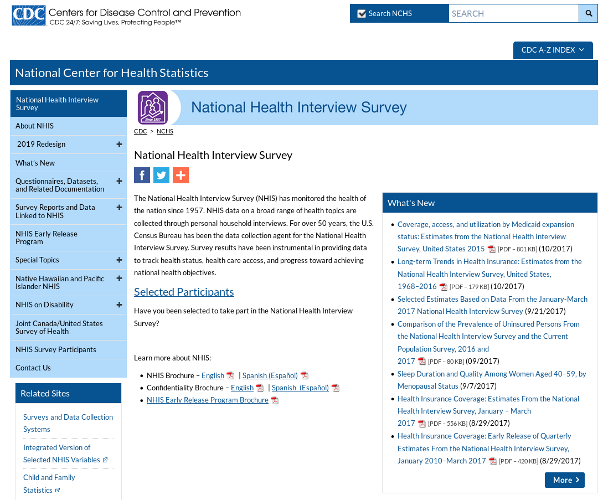 CDC
Centers for Disease Control and Prevention
CDC 24/7: Saving Lives, Protecting People™
Search NCHS
SEARCH
CDC A-Z INDEX
National Center for Health Statistics
National Health Interview
Survey
About NHIS
2019 Redesign
What's New
Questionnaires, Datasets,
and Related Documentation
Survey Reports and Data
Linked to NHIS
NHIS Early Release
Program
Special Topics
Native Hawaiian and Pacific
Islander NHIS
NHIS on Disability
Joint Canada/United States
Survey of Health
NHIS Survey Participants
Contact Us
Related Sites
Surveys and Data Collection
Systems
Integrated Version of
Selected NHIS Variables
Child and Family
Statistics
National Health Interview Survey
CDC > NCHS
National Health Interview Survey
The National Health Interview Survey (NHIS) has monitored the health of
the nation since 1957. NHIS data on a broad range of health topics are
collected through personal household interviews. For over 50 years, the U.S.
Census Bureau has been the data collection agent for the National Health
Interview Survey. Survey results have been instrumental in providing data
to track health status, health care access, and progress toward achieving
national health objectives.
Selected Participants
Have you been selected to take part in the National Health Interview
Survey?
Learn more about NHIS:
• NHIS Brochure – English | Spanish (Español)
• Confidentiality Brochure – English | Spanish (Español)
• NHIS Early Release Program Brochure
What's New
• Coverage, access, and utilization by Medicaid expansion
status: Estimates from the National Health Interview
Survey, United States 2015 [PDF - 801 KB] (10/2017)
• Long-term Trends in Health Insurance: Estimates from the
National Health Interview Survey, United States,
1968–2016 [PDF - 179 KB] (10/2017)
• Selected Estimates Based on Data From the January-March
2017 National Health Interview Survey (9/21/2017)
• Comparison of the Prevalence of Uninsured Persons From
the National Health Interview Survey and the Current
Population Survey, 2016 and
2017 [PDF - 80 KB] (09/2017)
• Sleep Duration and Quality Among Women Aged 40–59, by
Menopausal Status (9/7/2017)
• Health Insurance Coverage: Estimates From the National
Health Interview Survey, January – March
2017 [PDF - 556 KB] (8/29/2017)
• Health Insurance Coverage: Early Release of Quarterly
Estimates From the National Health Interview Survey,
January 2010–March 2017 [PDF - 420 KB] (8/29/2017)
More